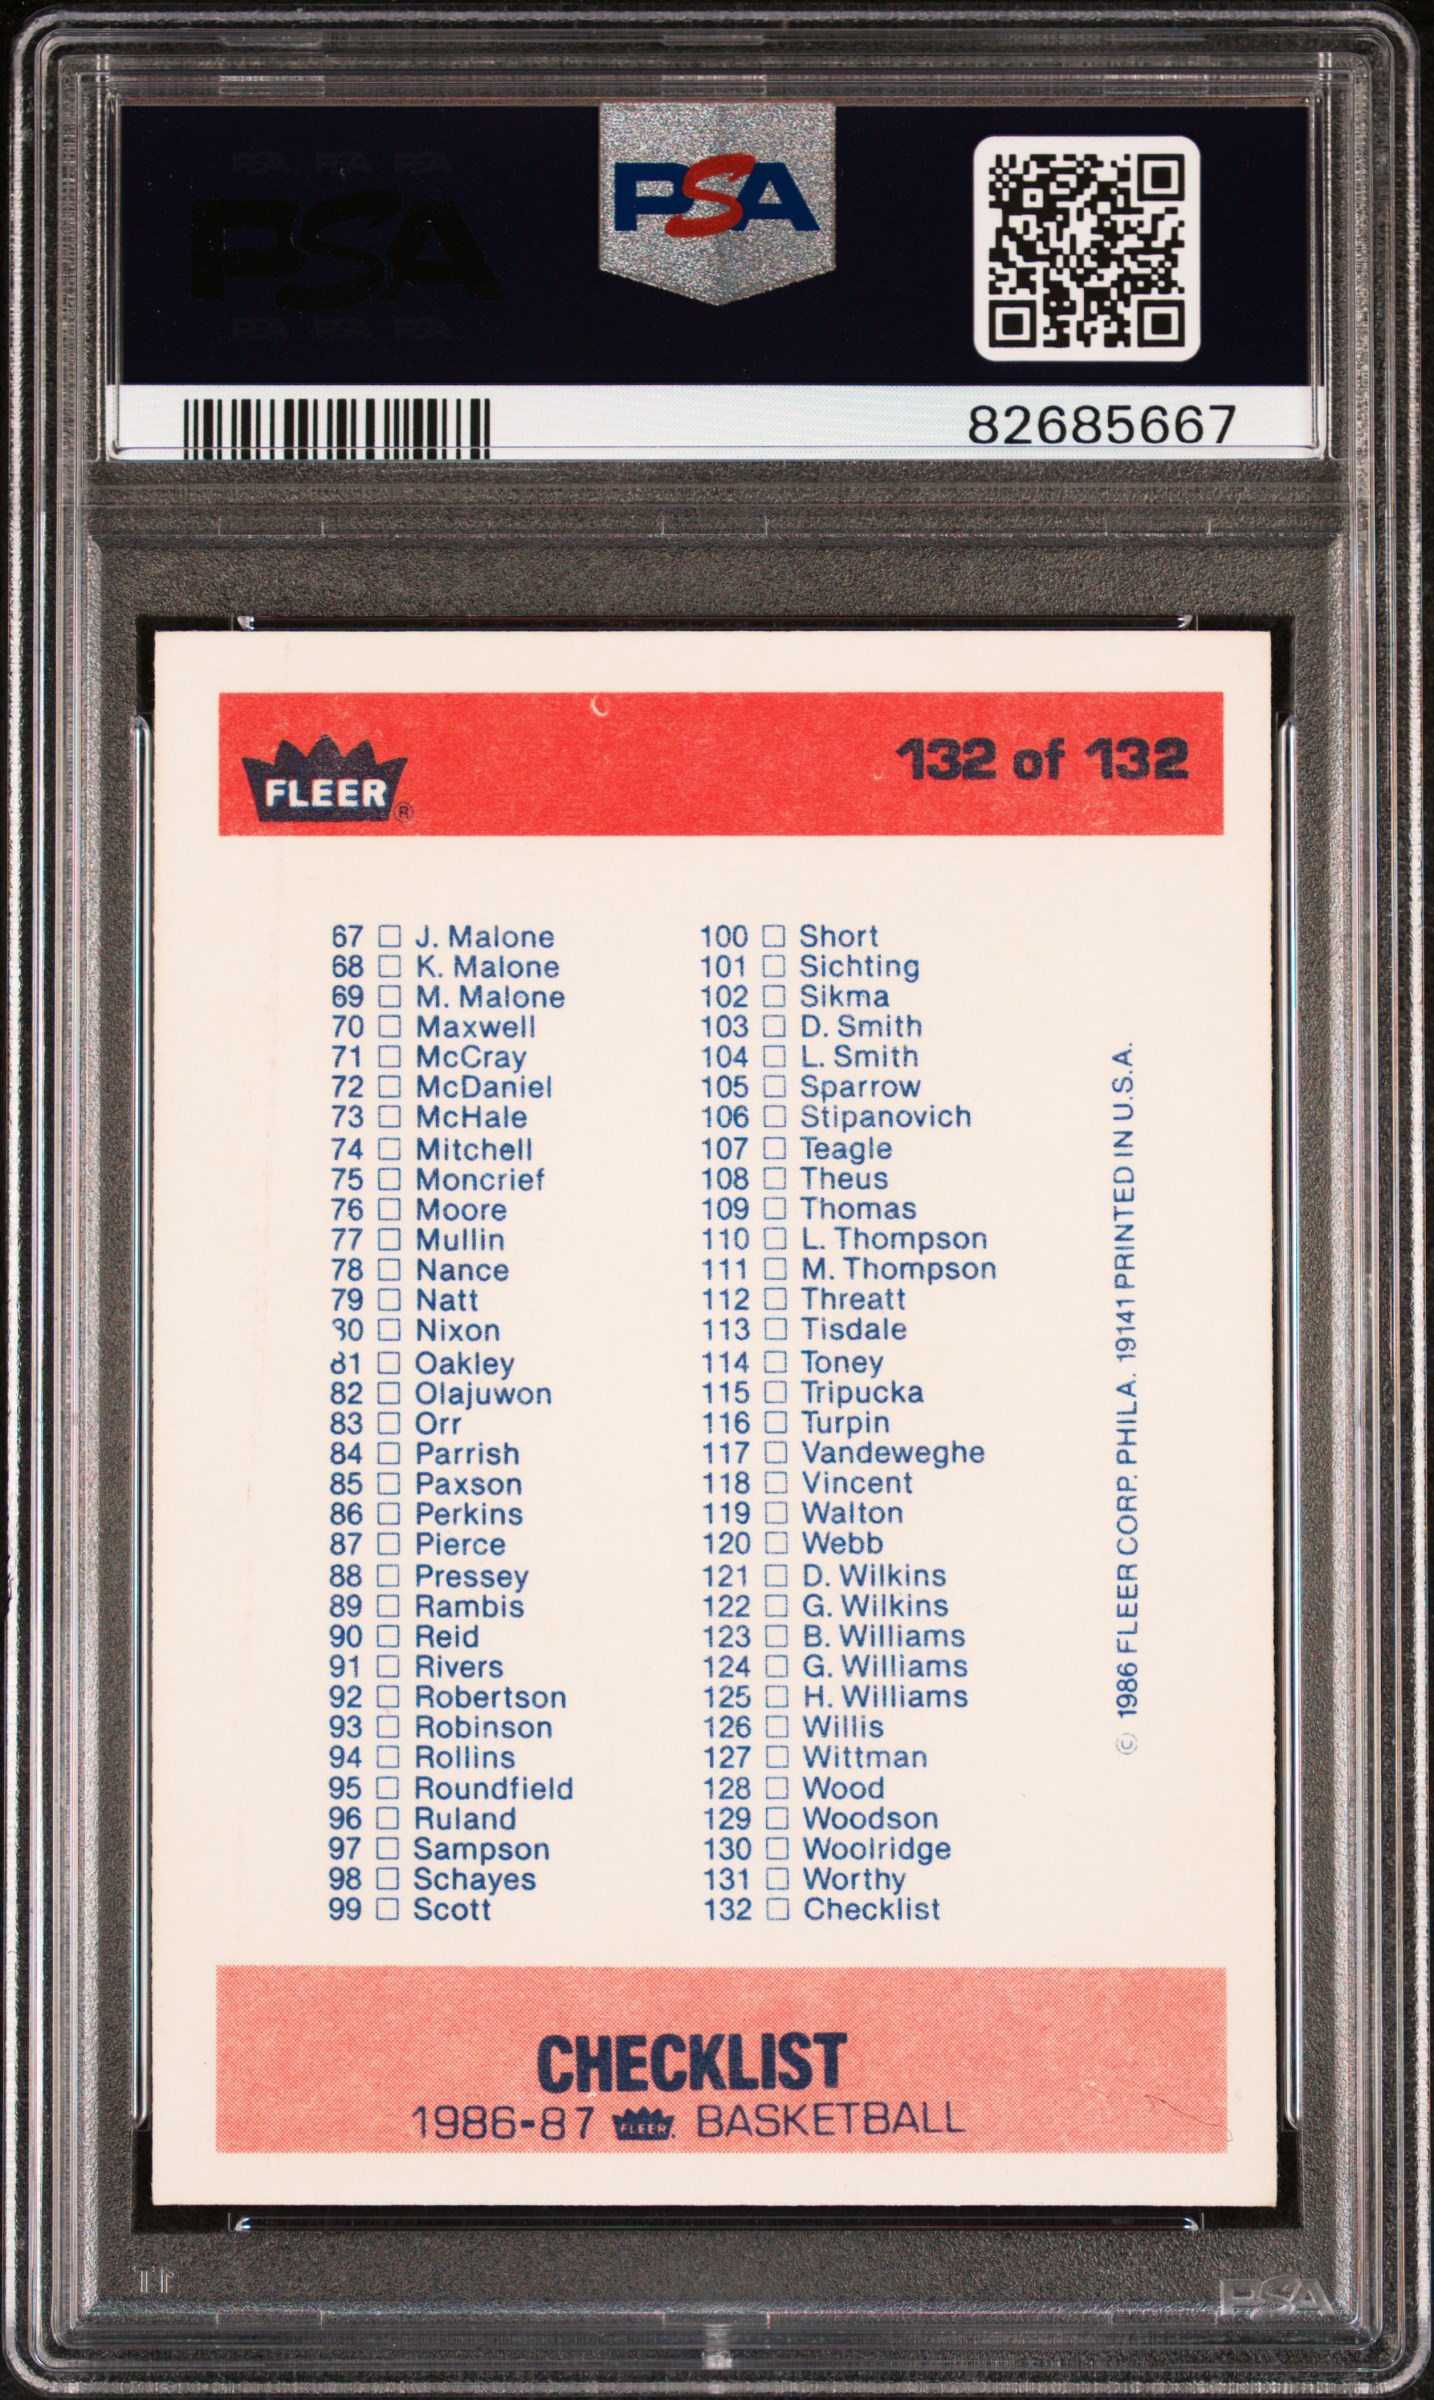 PSA
PSA
82685667
FLEER®
132 of 132
67 □ J. Malone
68 □ K. Malone
69 □ M. Malone
70 □ Maxwell
71 □ McCray
72 □ McDaniel
73 □ McHale
74 □ Mitchell
75 □ Moncrief
76 □ Moore
77 □ Mullin
78 □ Nance
79 □ Natt
80 □ Nixon
81 □ Oakley
82 □ Olajuwon
83 □ Orr
84 □ Parrish
85 □ Paxson
86 □ Perkins
87 □ Pierce
88 □ Pressey
89 □ Rambis
90 □ Reid
91 □ Rivers
92 □ Robertson
93 □ Robinson
94 □ Rollins
95 □ Roundfield
96 □ Ruland
97 □ Sampson
98 □ Schayes
99 □ Scott
100 □ Short
101 □ Sichting
102 □ Sikma
103 □ D. Smith
104 □ L. Smith
105 □ Sparrow
106 □ Stipanovich
107 □ Teagle
108 □ Theus
109 □ Thomas
110 □ L. Thompson
111 □ M. Thompson
112 □ Threatt
113 □ Tisdale
114 □ Toney
115 □ Tripucka
116 □ Turpin
117 □ Vandeweghe
118 □ Vincent
119 □ Walton
120 □ Webb
121 □ D. Wilkins
122 □ G. Wilkins
123 □ B. Williams
124 □ G. Williams
125 □ H. Williams
126 □ Willis
127 □ Wittman
128 □ Wood
129 □ Woodson
130 □ Woolridge
131 □ Worthy
132 □ Checklist
© 1986 FLEER CORP. PHILA. 19141 PRINTED IN U.S.A.
CHECKLIST
1986-87 FLEER. BASKETBALL
PSA